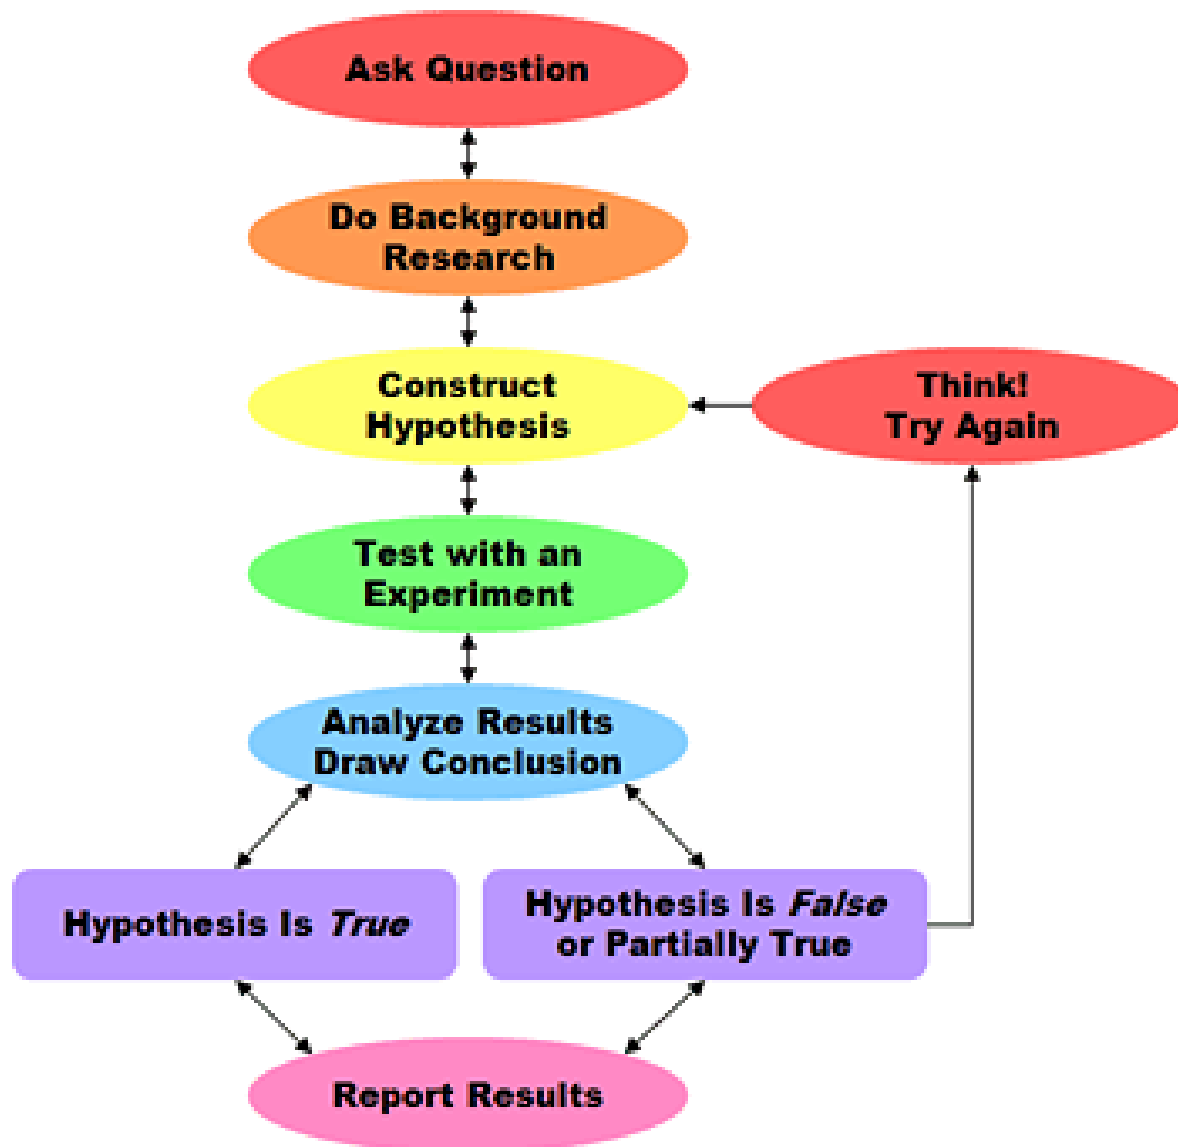 Ask Question
Do Background
Research
Construct
Hypothesis
Think!
Try Again
Test with an
Experiment
Analyze Results
Draw Conclusion
Hypothesis Is True
Hypothesis Is False
or Partially True
Report Results